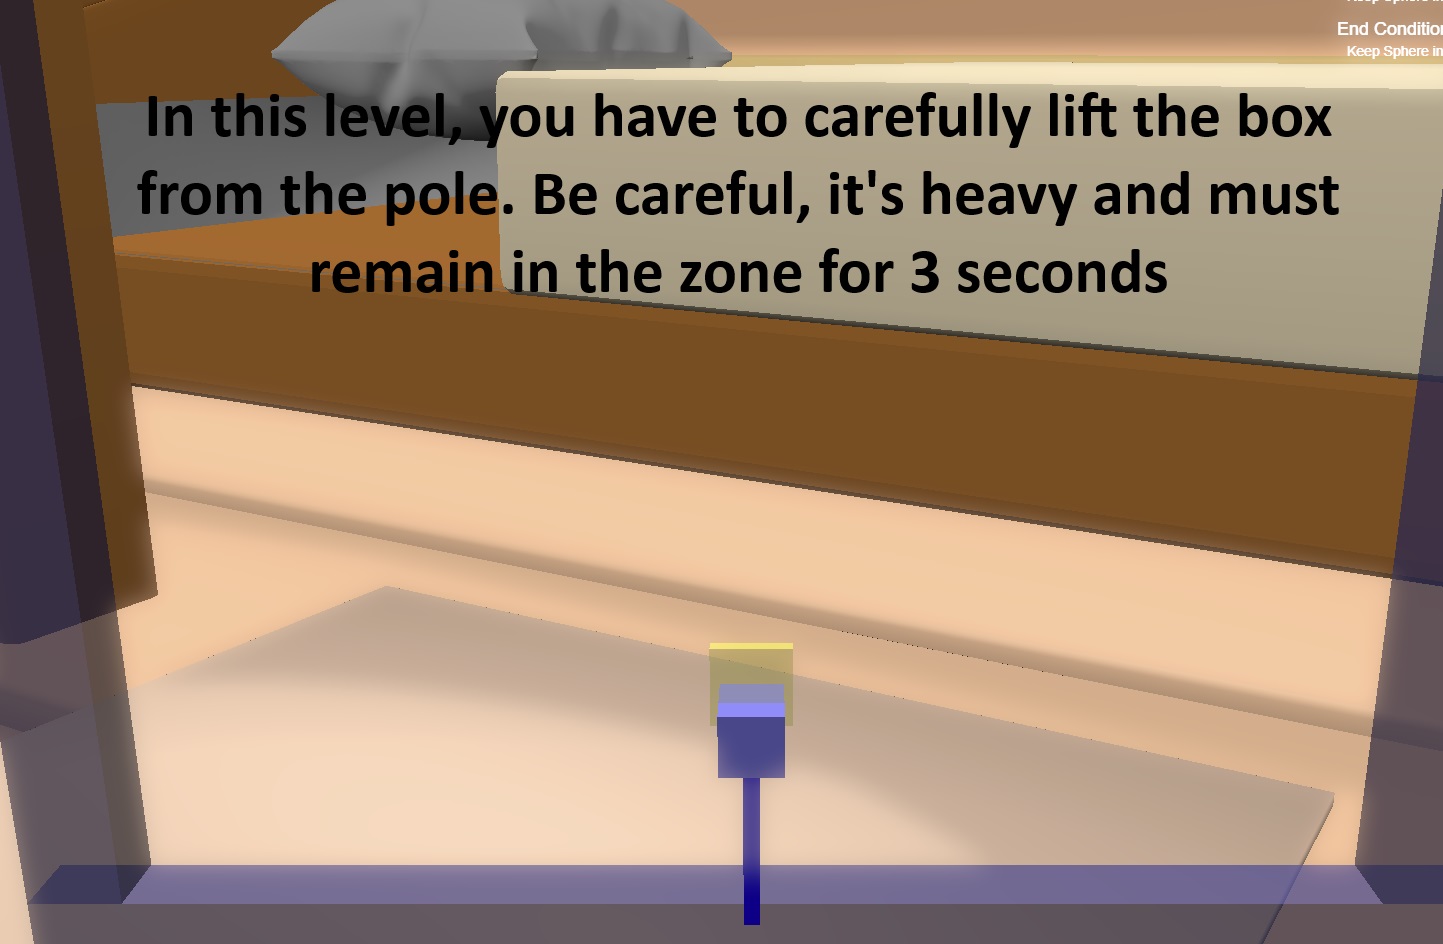 End Condition
Keep Sphere in
In this level, you have to carefully lift the box
from the pole. Be careful, it's heavy and must
remain in the zone for 3 seconds